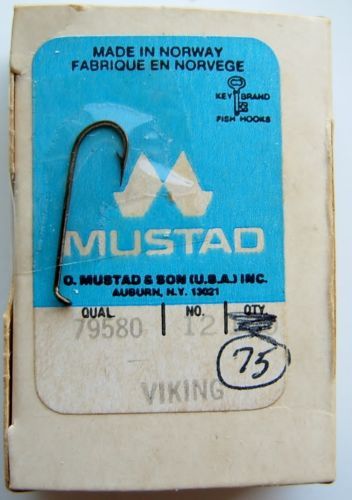 MADE IN NORWAY
FABRIQUE EN NORVEGE
KEY BRAND
FISH HOOKS
MUSTAD
O. MUSTAD & SON (U.S.A.) INC.
AUBURN, N.Y. 13021
QUAL. NO. QTY.
79580 12
75
VIKING